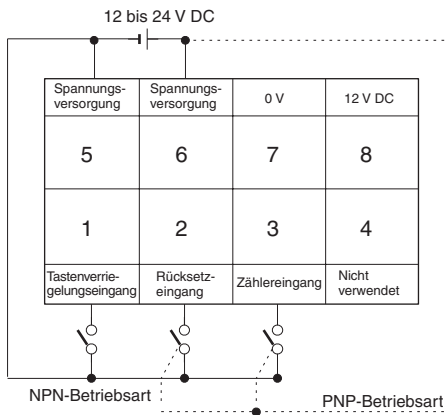 12 bis 24 V DC
Spannungs-
versorgung
Spannungs-
versorgung
0 V
12 V DC
5
6
7
8
1
2
3
4
Tastenverrie-
gelungseingang
Rücksetz-
eingang
Zählereingang
Nicht
verwendet
NPN-Betriebsart
PNP-Betriebsart